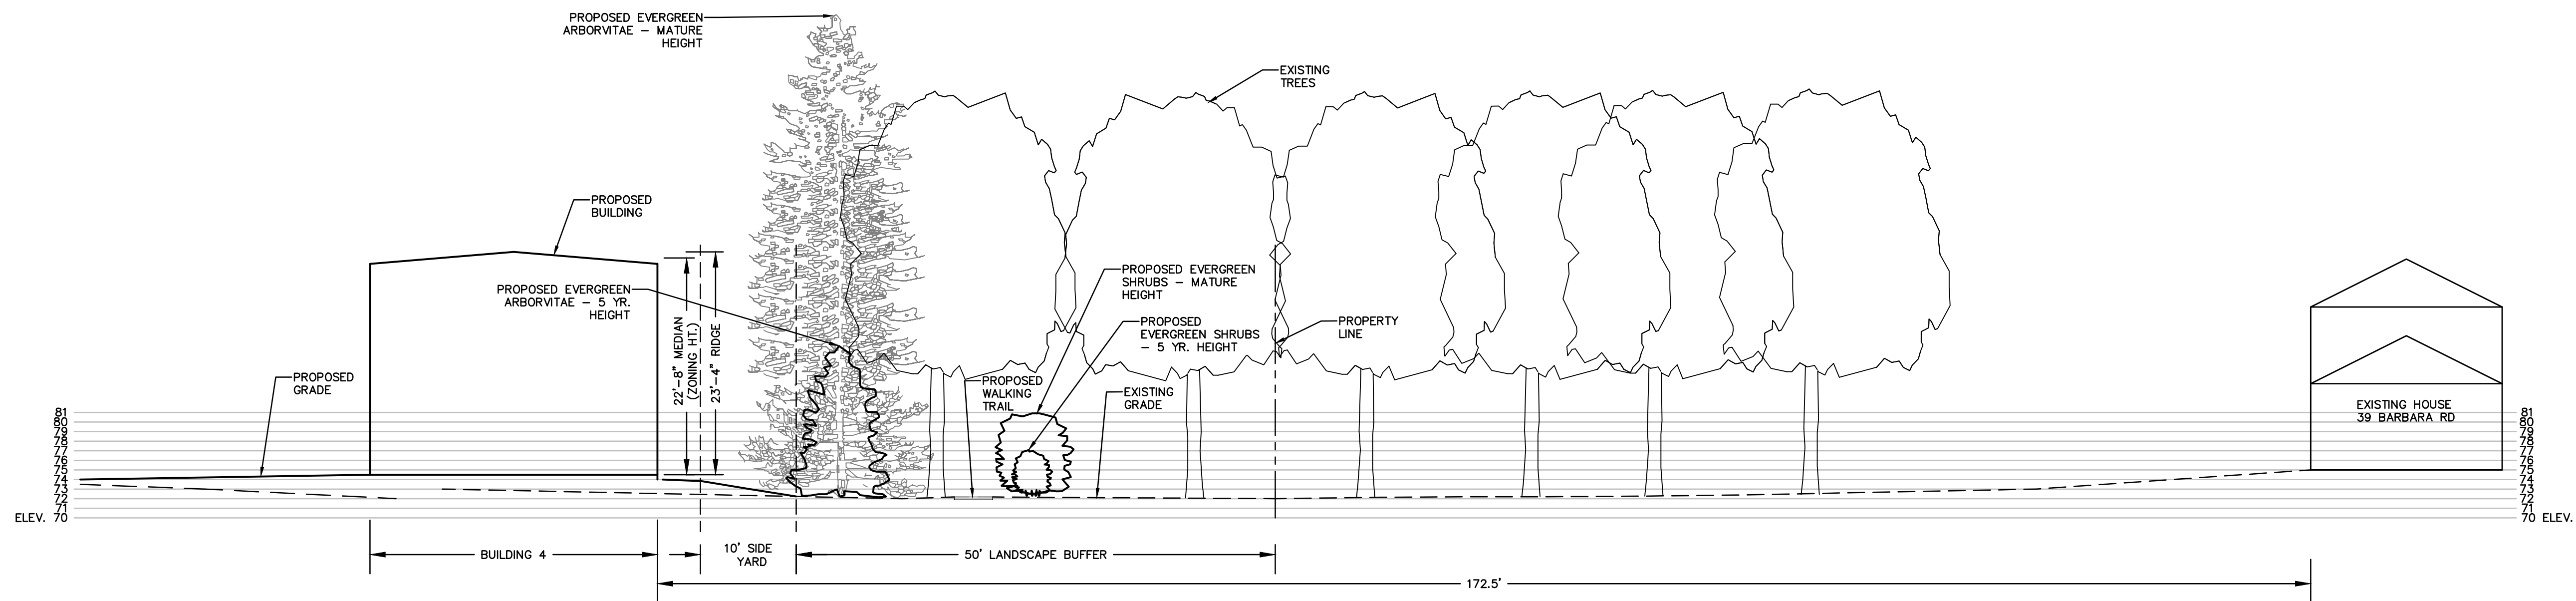 PROPOSED EVERGREEN
ARBORVITAE – MATURE
HEIGHT
EXISTING
TREES
PROPOSED
BUILDING
PROPOSED EVERGREEN
ARBORVITAE – 5 YR.
HEIGHT
22'-8" MEDIAN
(ZONING HT.)
23'-4" RIDGE
PROPOSED EVERGREEN
SHRUBS – MATURE
HEIGHT
PROPOSED
EVERGREEN SHRUBS
– 5 YR. HEIGHT
PROPERTY
LINE
PROPOSED
GRADE
PROPOSED
WALKING
TRAIL
EXISTING
GRADE
EXISTING HOUSE
39 BARBARA RD
81
80
79
78
77
76
75
74
73
72
71
ELEV. 70
81
80
79
78
77
76
75
74
73
72
71
70 ELEV.
BUILDING 4
10' SIDE
YARD
50' LANDSCAPE BUFFER
172.5'